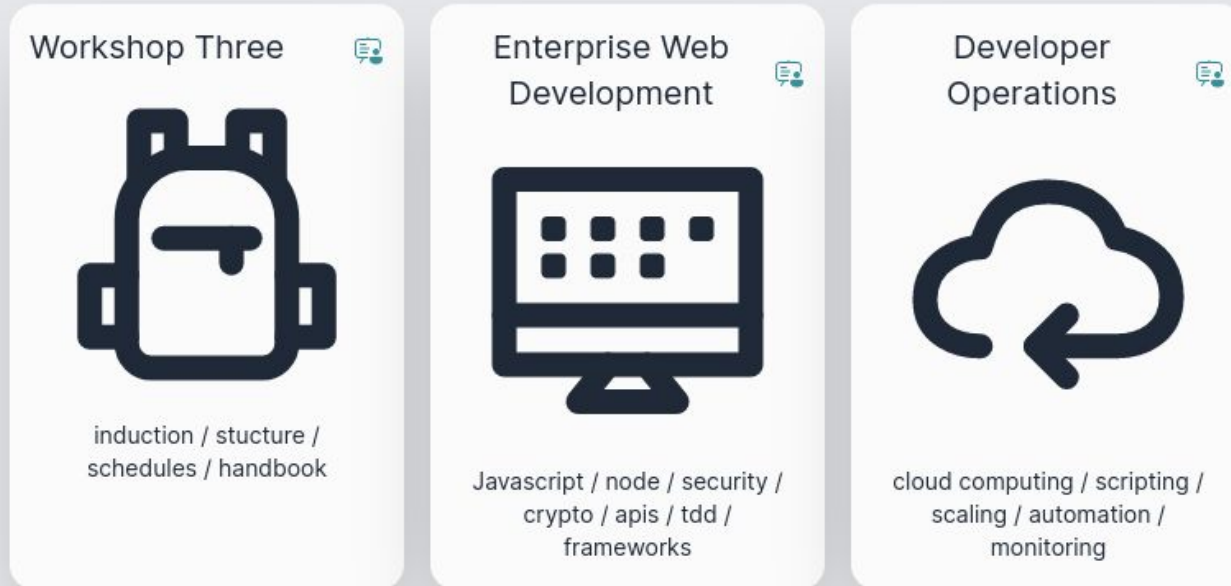 Workshop Three
induction / stucture /
schedules / handbook
Enterprise Web
Development
Javascript / node / security /
crypto / apis / tdd /
frameworks
Developer
Operations
cloud computing / scripting /
scaling / automation /
monitoring